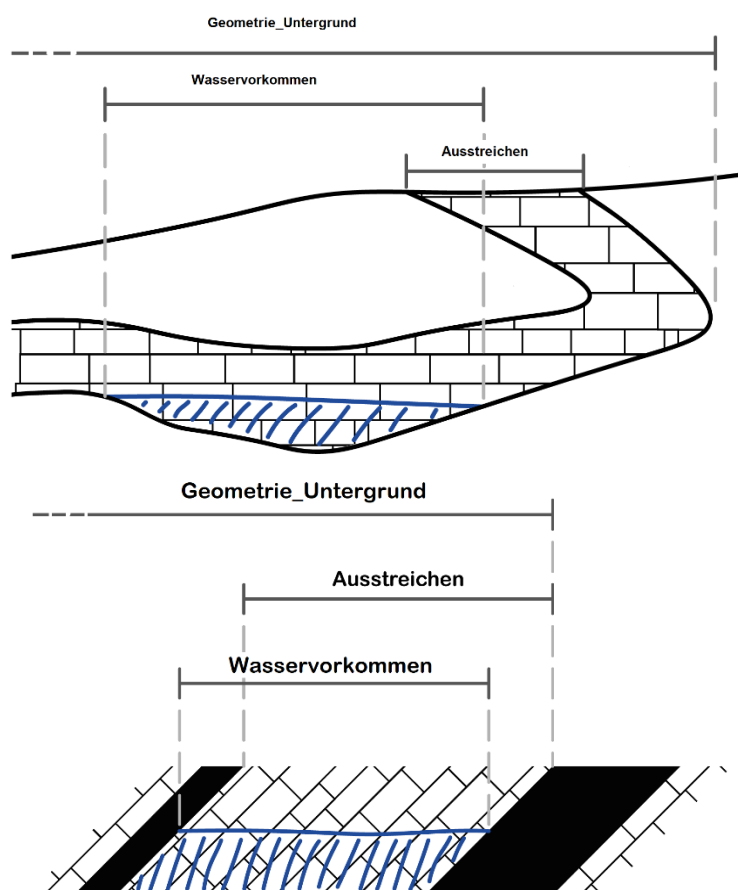 Geometrie_Untergrund
Wasservorkommen
Ausstreichen
Geometrie_Untergrund
Ausstreichen
Wasservorkommen